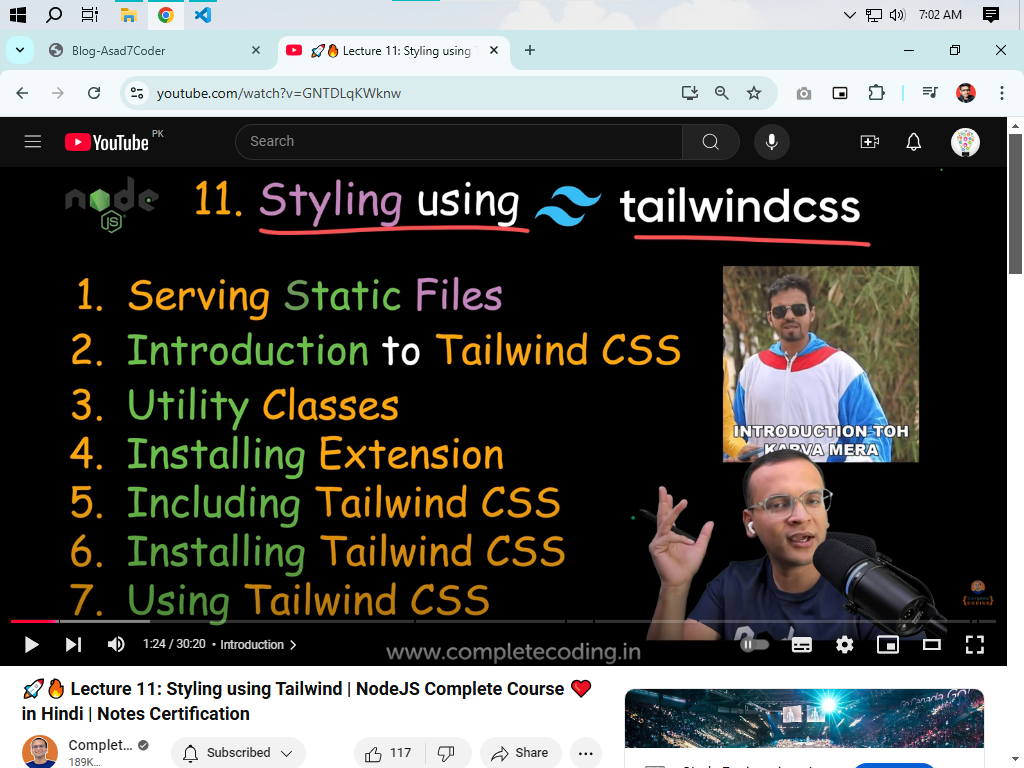 7:02 AM
Blog-Asad7Coder
Lecture 11: Styling using T
youtube.com/watch?v=GNTDLqKWknw
YouTube PK
Search
node JS
11. Styling using tailwindcss
1. Serving Static Files
2. Introduction to Tailwind CSS
3. Utility Classes
4. Installing Extension
5. Including Tailwind CSS
6. Installing Tailwind CSS
7. Using Tailwind CSS
INTRODUCTION TOH
KARVA MERA
1:24 / 30:20 • Introduction
www.completecoding.in
🚀🔥 Lecture 11: Styling using Tailwind | NodeJS Complete Course ❤️
in Hindi | Notes Certification
Complet...
189K...
Subscribed
117
Share